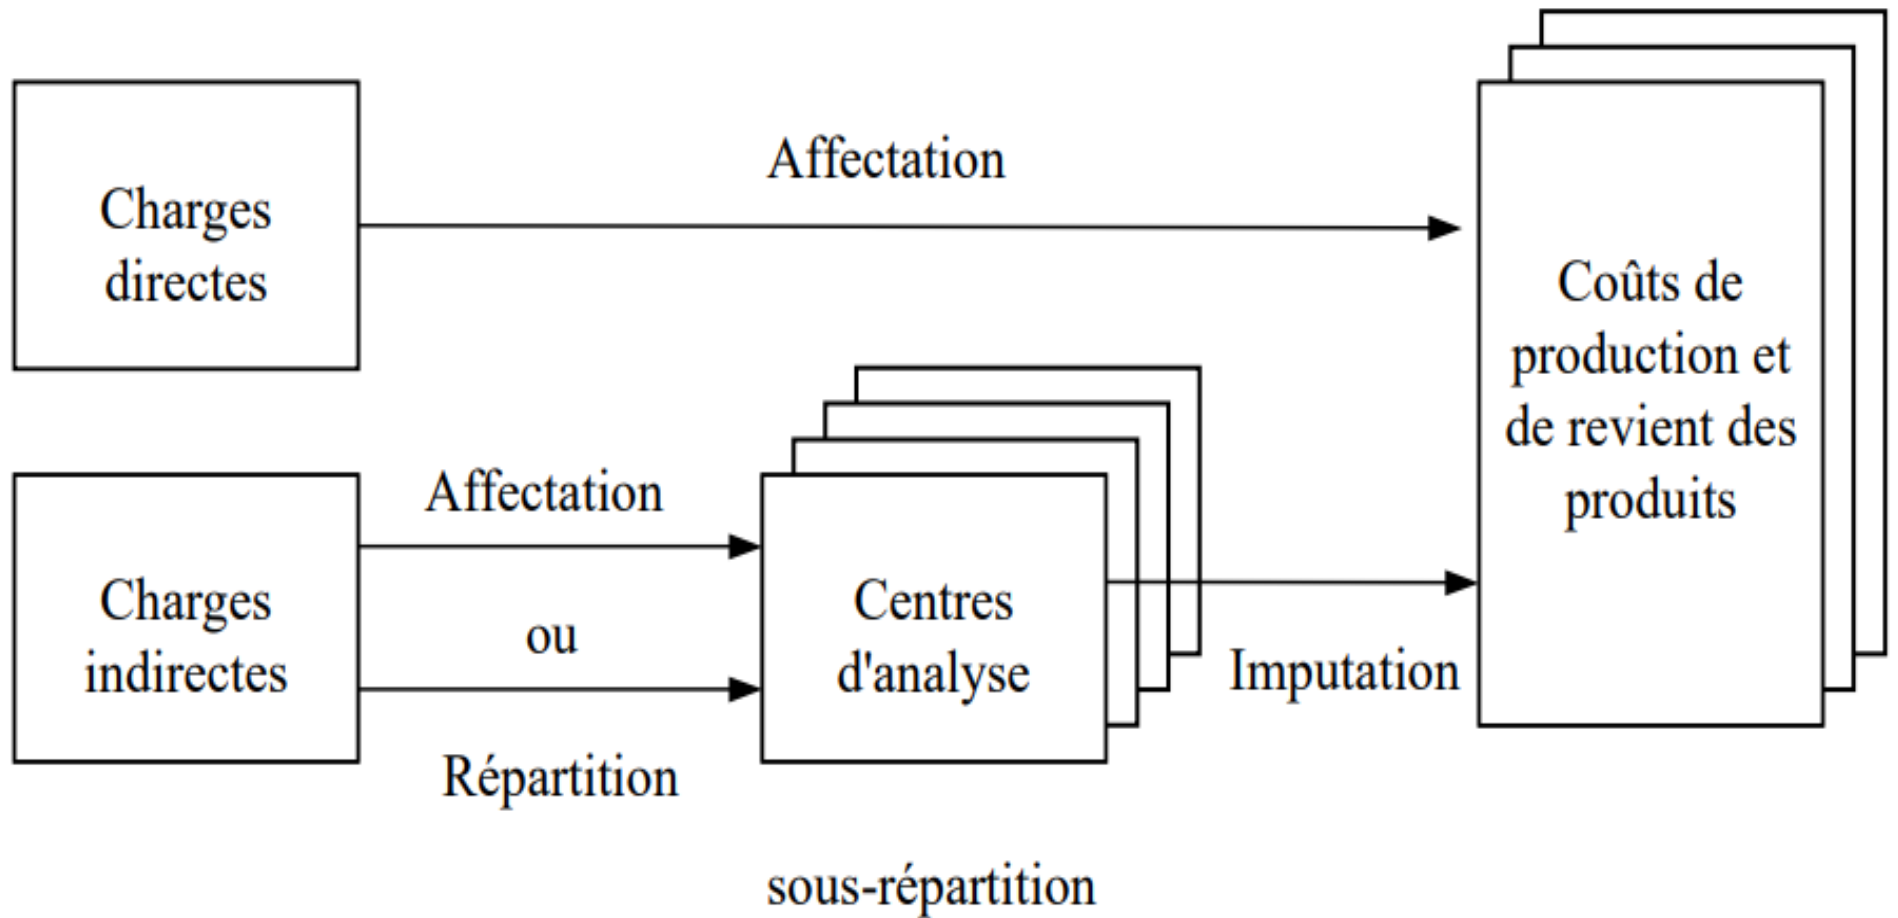 Charges
directes
Affectation
Coûts de
production et
de revient des
produits
Charges
indirectes
Affectation
ou
Répartition
Centres
d'analyse
Imputation
sous-répartition